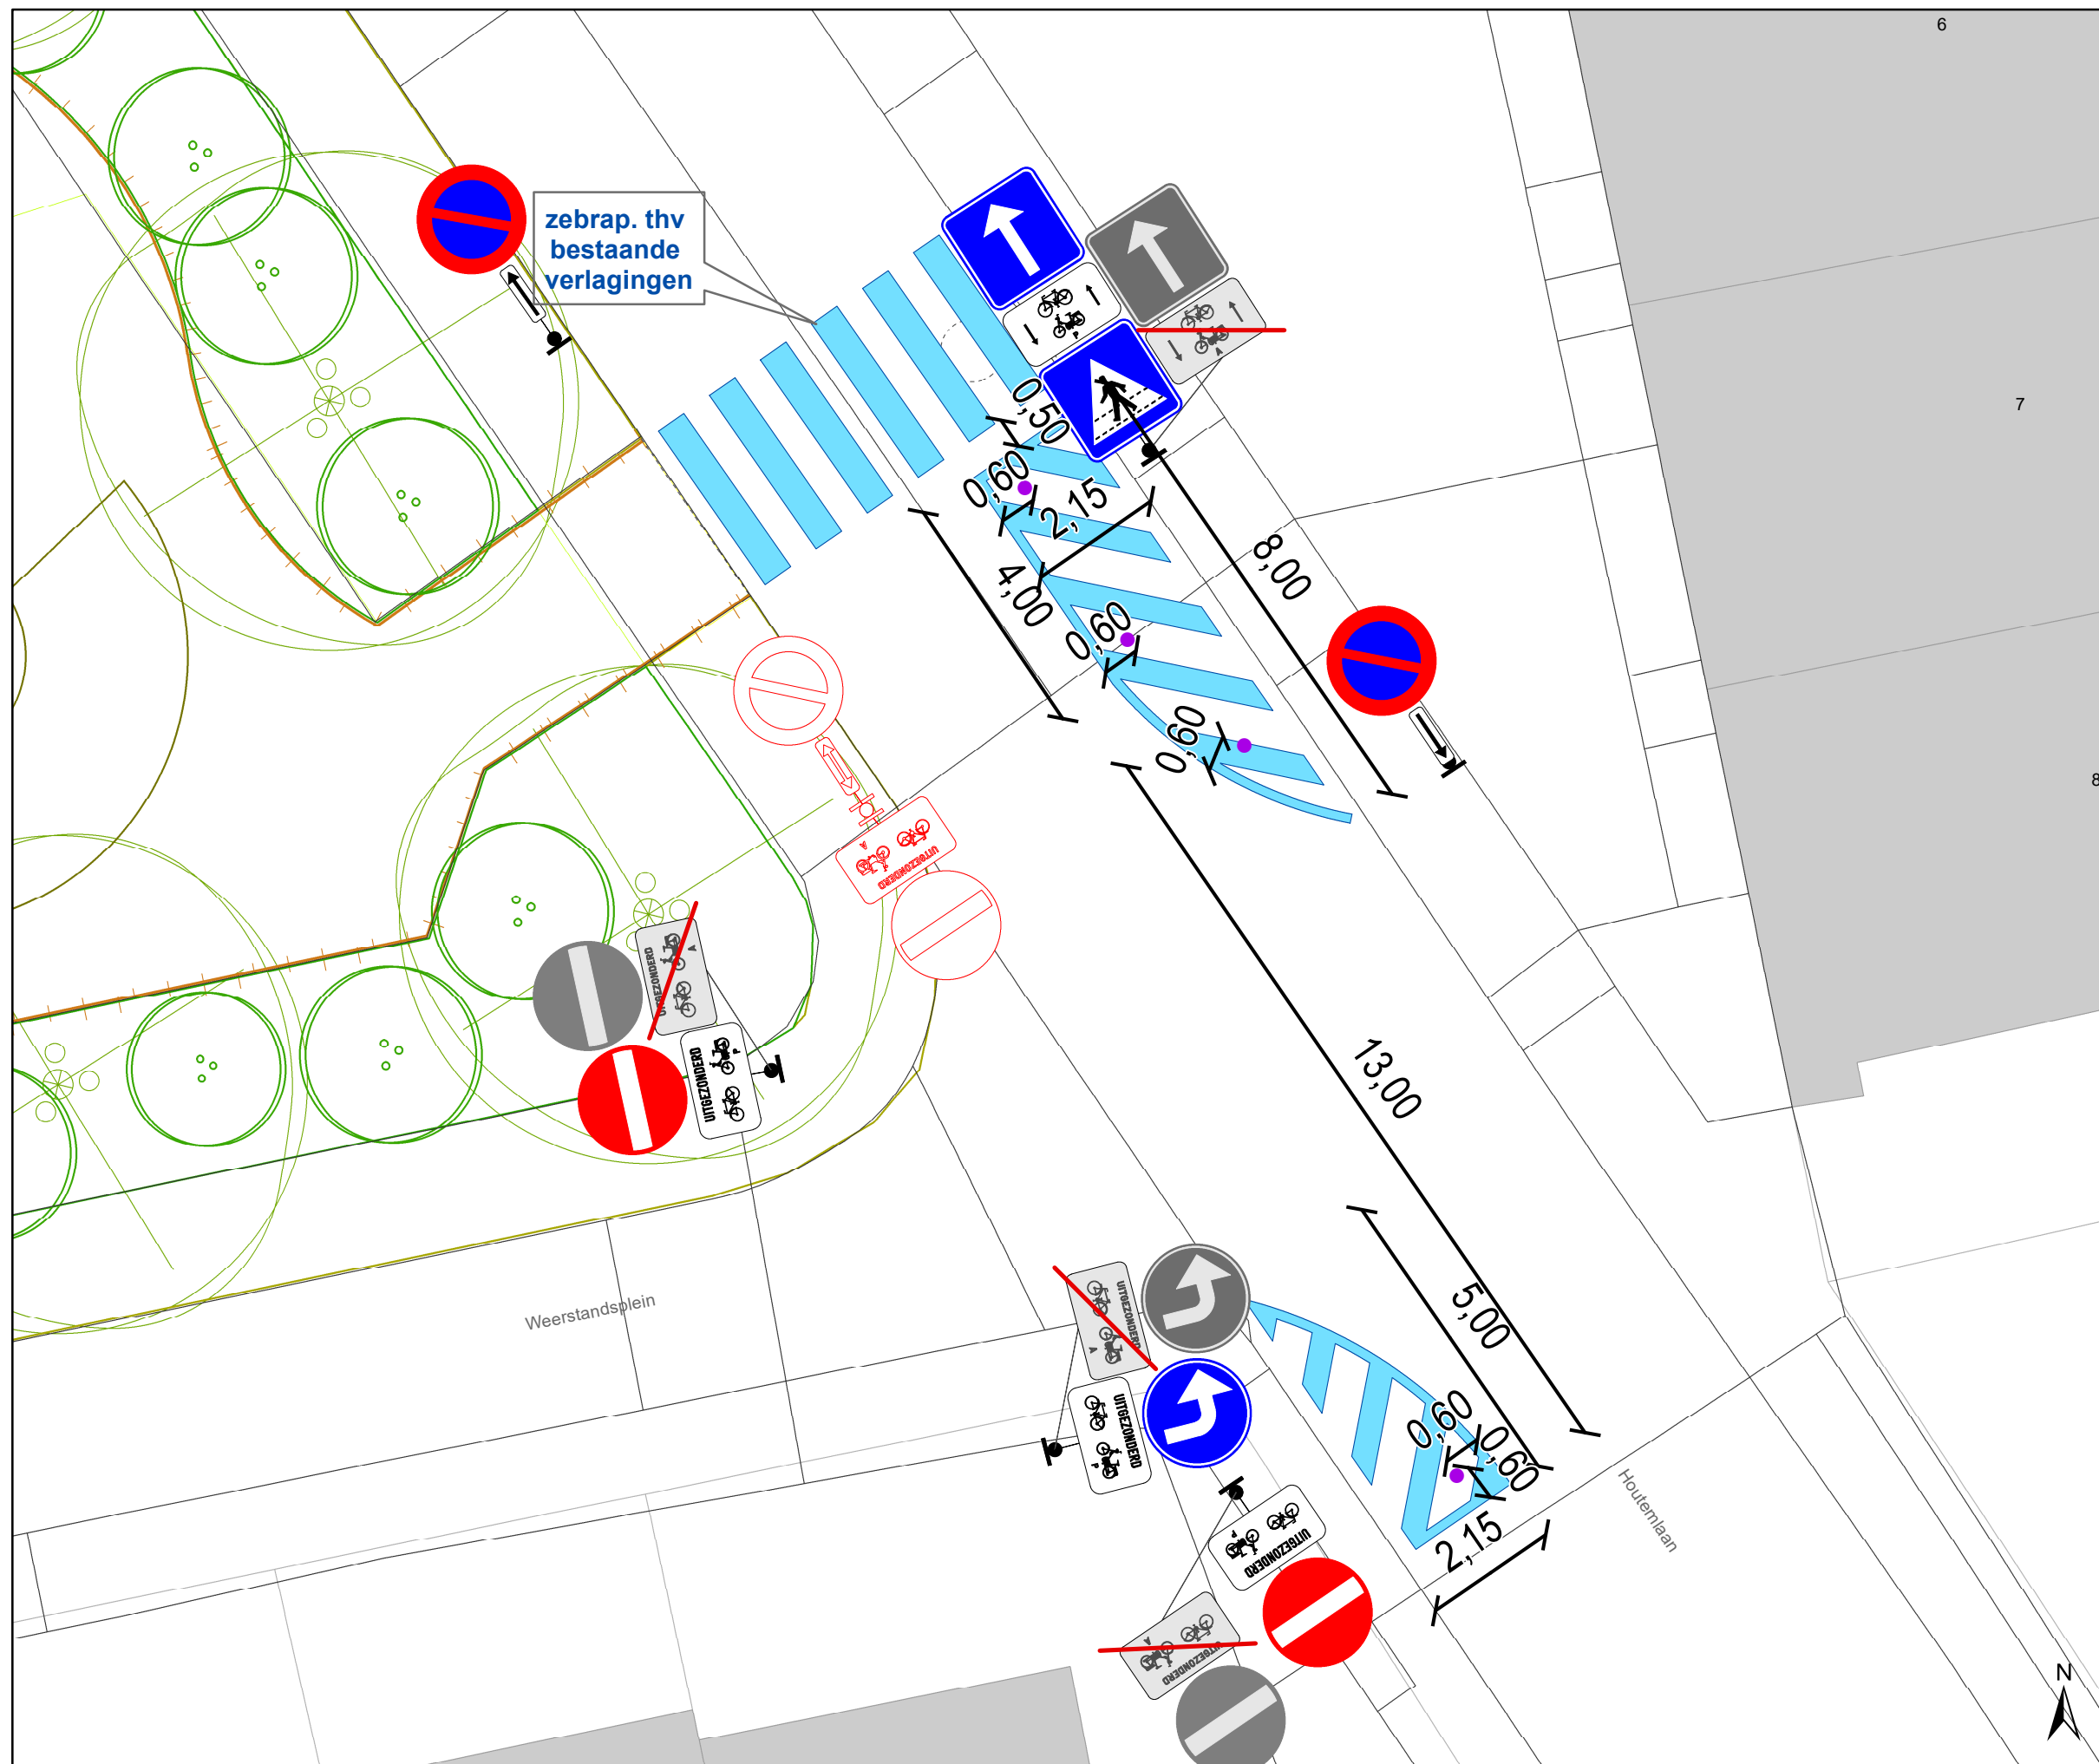 6
zebrap. thv
bestaande
verlagingen
P
A
7
0,50
0,60
2,15
8,00
4,00
0,60
0,60
8
A
UITGEZONDERD
A
UITGEZONDERD
P
UITGEZONDERD
13,00
5,00
Weerstandsplein
UITGEZONDERD
A
UITGEZONDERD
P
0,60
0,60
2,15
Houtemlaan
P
UITGEZONDERD
A
UITGEZONDERD
N